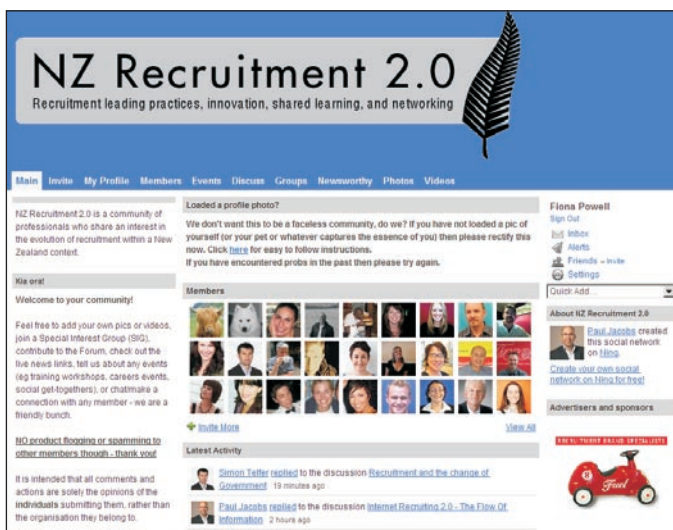 NZ Recruitment 2.0
Recruitment leading practices, innovation, shared learning, and networking
Main Invite My Profile Members Events Discuss Groups Newsworthy Photos Videos
NZ Recruitment 2.0 is a community of
professionals who share an interest in
the evolution of recruitment within a New
Zealand context.
Kia ora!
Welcome to your community!
Feel free to add your own pics or videos,
join a Special Interest Group (SIG),
contribute to the Forum, check out the
live news links, tell us about any events
(eg training workshops, careers events,
social get-togethers), or chat/make a
connection with any member - we are a
friendly bunch.
NO product flogging or spamming to
other members though - thank you!
It is intended that all comments and
actions are solely the opinions of the
individuals submitting them, rather than
the organisation they belong to.
Loaded a profile photo?
We don't want this to be a faceless community, do we? If you have not loaded a pic of
yourself (or your pet or whatever captures the essence of you) then please rectify this
now. Click here for easy to follow instructions.
If you have encountered probs in the past then please try again.
Members
Invite More View All
Latest Activity
Simon Telfer replied to the discussion Recruitment and the change of
Government 19 minutes ago
Paul Jacobs replied to the discussion Internet Recruiting 2.0 - The Flow Of
Information 2 hours ago
Fiona Powell
Sign Out
Inbox
Alerts
Friends – Invite
Settings
Quick Add...
About NZ Recruitment 2.0
Paul Jacobs created
this social network
on Ning.
Create your own social
network on Ning for free!
Advertisers and sponsors
RECRUITMENT BRAND SPECIALISTS
Fuel